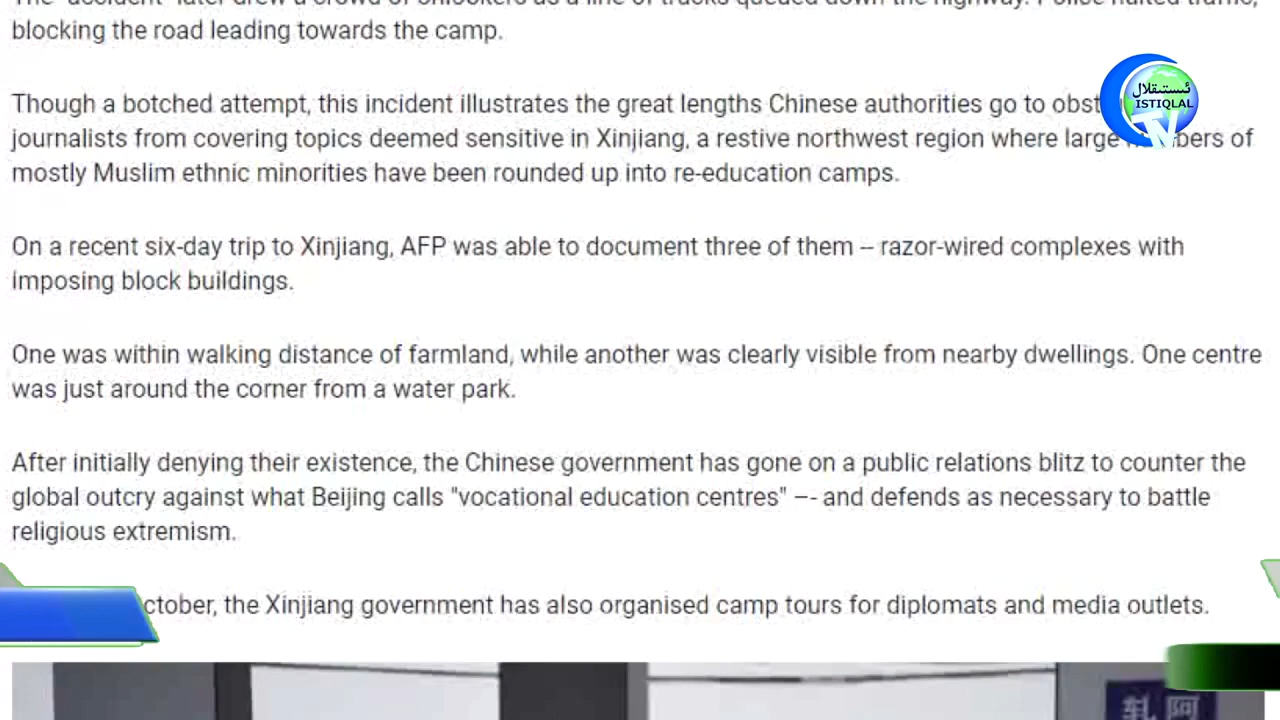 blocking the road leading towards the camp.
Though a botched attempt, this incident illustrates the great lengths Chinese authorities go to
journalists from covering topics deemed sensitive in Xinjiang, a restive northwest region where large of
mostly Muslim ethnic minorities have been rounded up into re-education camps.
On a recent six-day trip to Xinjiang, AFP was able to document three of them – razor-wired complexes with
imposing block buildings.
One was within walking distance of farmland, while another was clearly visible from nearby dwellings. One centre
was just around the corner from a water park.
After initially denying their existence, the Chinese government has gone on a public relations blitz to counter the
global outcry against what Beijing calls "vocational education centres" –- and defends as necessary to battle
religious extremism.
the Xinjiang government has also organised camp tours for diplomats and media outlets.
ئىستىقلال
ISTIQLAL
TV